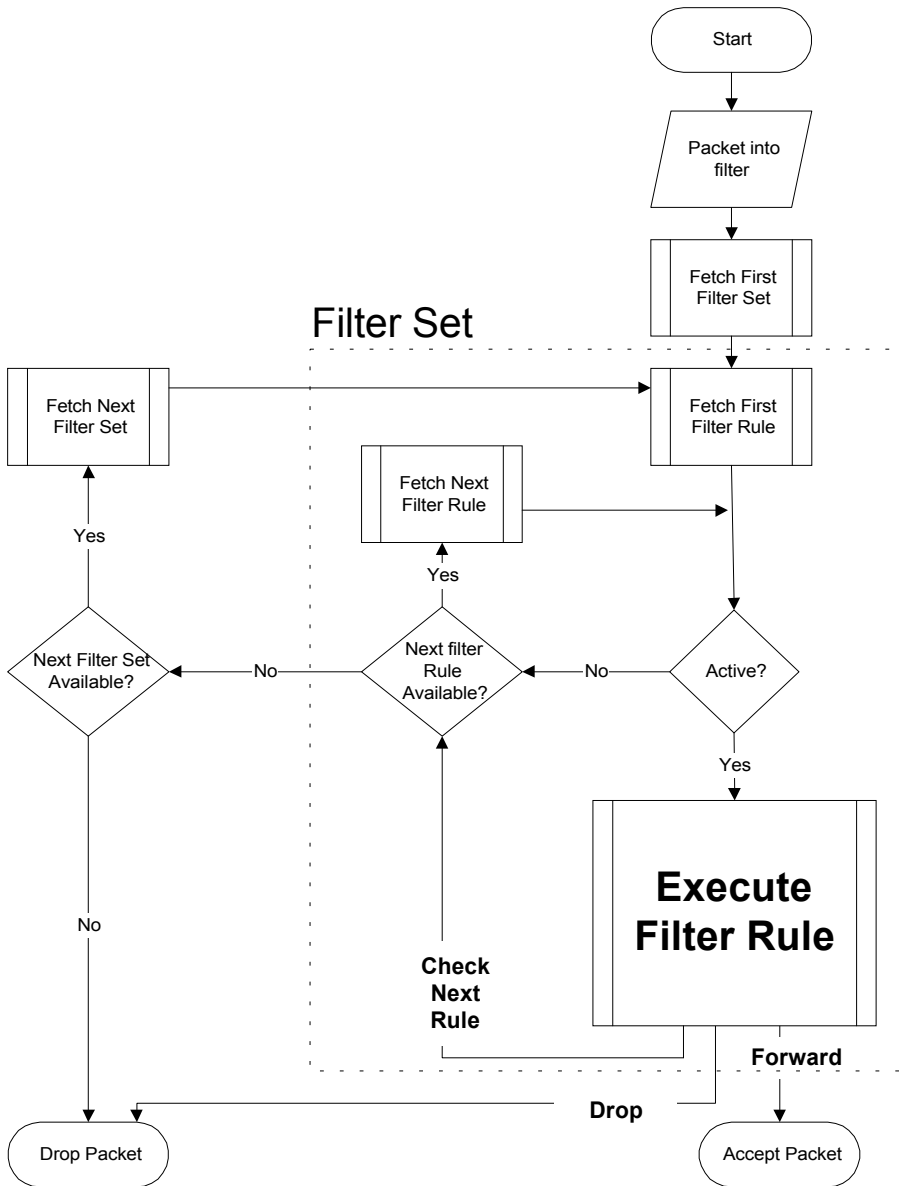 Start
Packet into
filter
Fetch First
Filter Set
Filter Set
Fetch Next
Filter Set
Fetch First
Filter Rule
Fetch Next
Filter Rule
Yes
Yes
Next Filter Set
Available?
No
Next filter
Rule
Available?
No
Active?
Yes
Execute
Filter Rule
No
Check
Next
Rule
Forward
Drop
Drop Packet
Accept Packet